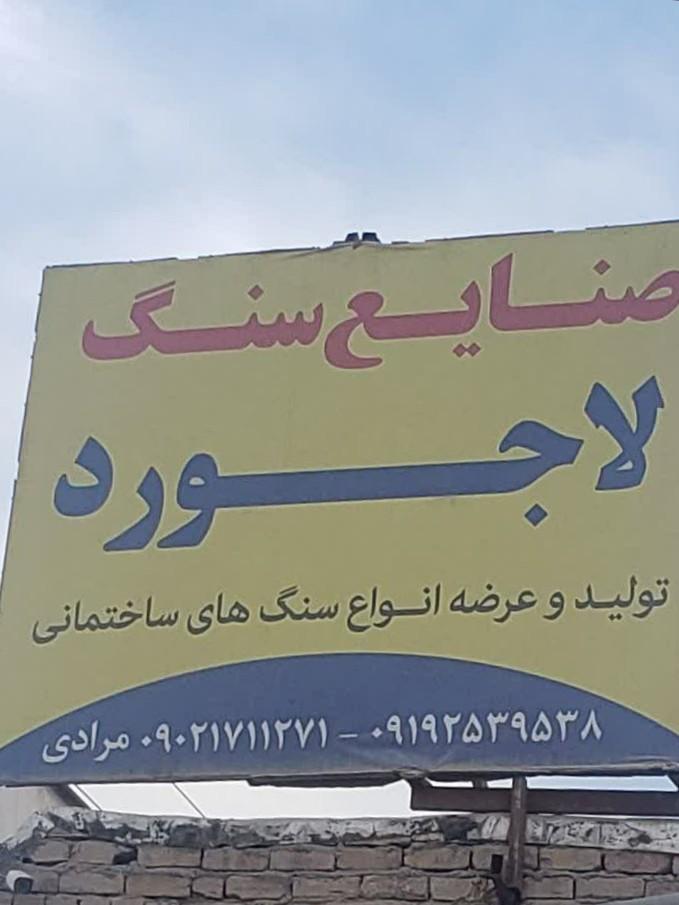 صنایع سنگ
لاجورد
تولید و عرضه انواع سنگ های ساختمانی
۰۹۱۹۲۵۳۹۵۳۸ - ۰۹۰۲۱۷۱۱۲۷۱ مرادی